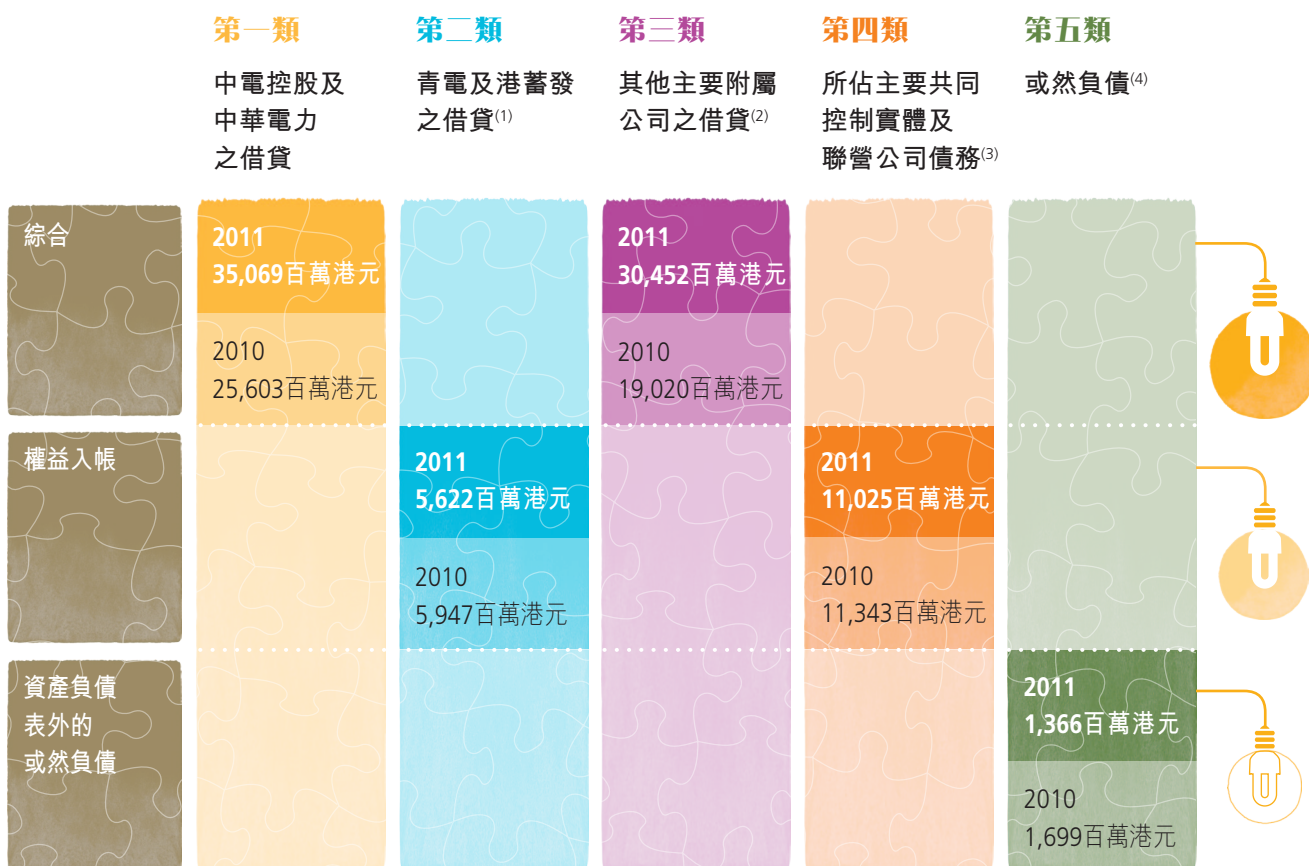 第一類
中電控股及
中華電力
之借貸
第二類
青電及港蓄發
之借貸(1)
第三類
其他主要附屬
公司之借貸(2)
第四類
所佔主要共同
控制實體及
聯營公司債務(3)
第五類
或然負債(4)
綜合
2011
35,069百萬港元
2010
25,603百萬港元
2011
30,452百萬港元
2010
19,020百萬港元
權益入帳
2011
5,622百萬港元
2010
5,947百萬港元
2011
11,025百萬港元
2010
11,343百萬港元
資產負債
表外的
或然負債
2011
1,366百萬港元
2010
1,699百萬港元